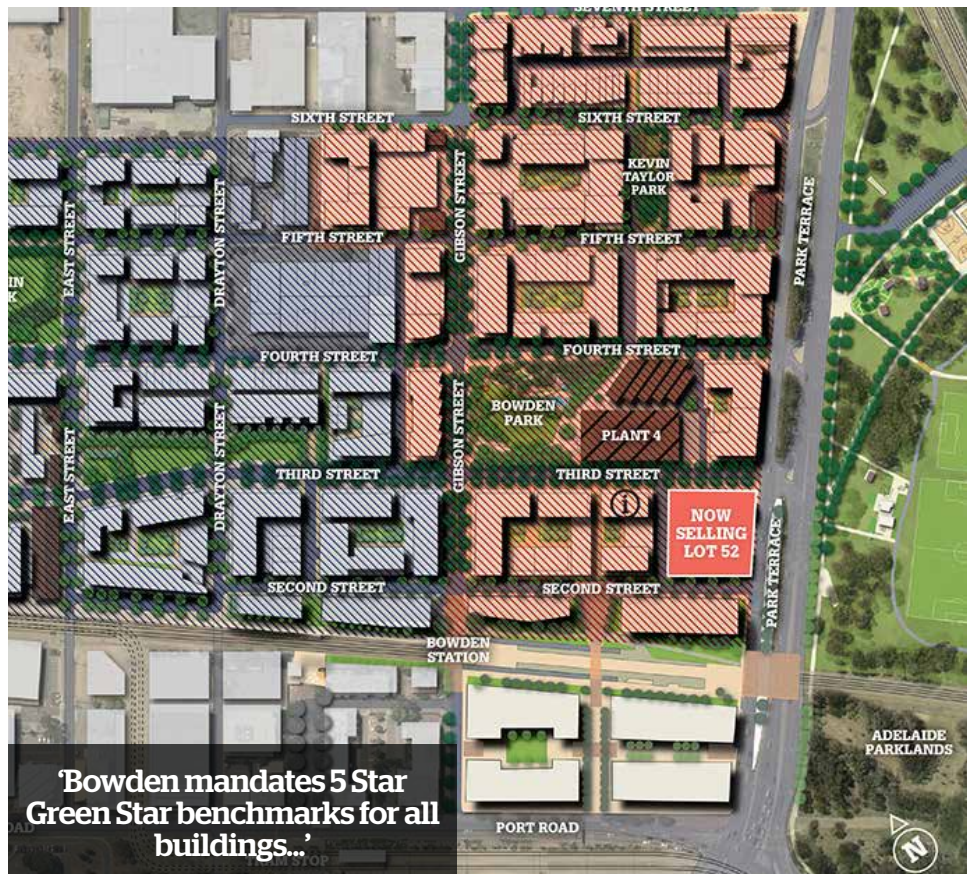 SEVENTH STREET
SIXTH STREET
SIXTH STREET
KEVIN
TAYLOR
PARK
GIBSON STREET
PARK TERRACE
EAST STREET
DRAYTON STREET
FIFTH STREET
FIFTH STREET
FOURTH STREET
FOURTH STREET
BOWDEN
PARK
PLANT 4
GIBSON STREET
EAST STREET
DRAYTON STREET
THIRD STREET
THIRD STREET
i
NOW
SELLING
LOT 52
PARK TERRACE
SECOND STREET
SECOND STREET
BOWDEN
STATION
ADELAIDE
PARKLANDS
‘Bowden mandates 5 Star
Green Star benchmarks for all
buildings...’
PORT ROAD
STOP
N